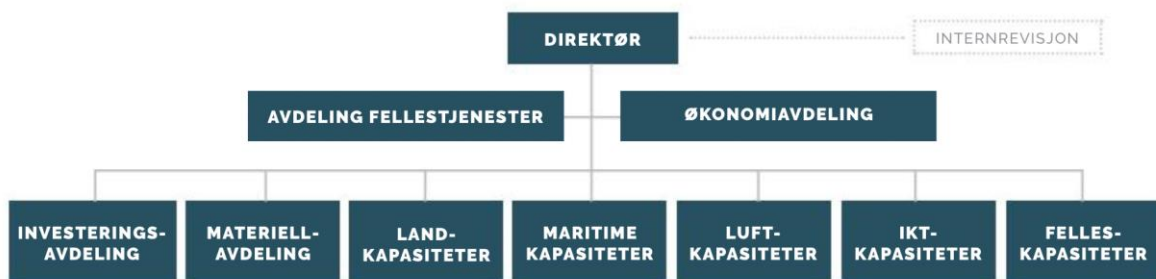 DIREKTØR
INTERNREVISJON
AVDELING FELLESTJENESTER
ØKONOMIAVDELING
INVESTERINGS-
AVDELING
MATERIELL-
AVDELING
LAND-
KAPASITETER
MARITIME
KAPASITETER
LUFT-
KAPASITETER
IKT-
KAPASITETER
FELLES-
KAPASITETER